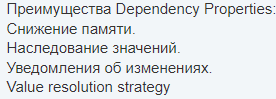 Преимущества Dependency Properties:
Снижение памяти.
Наследование значений.
Уведомления об изменениях.
Value resolution strategy